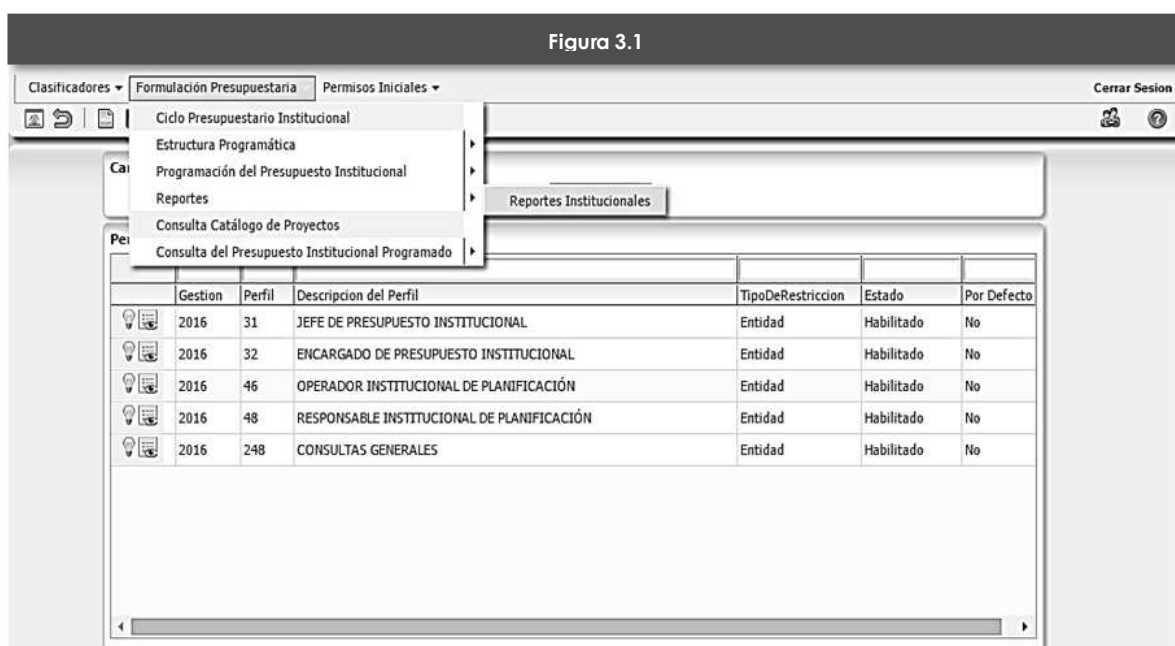 Figura 3.1
Clasificadores Formulación Presupuestaria Permisos Iniciales Cerrar Sesion
Ciclo Presupuestario Institucional
Estructura Programática
Programación del Presupuesto Institucional
Reportes Reportes Institucionales
Consulta Catálogo de Proyectos
Consulta del Presupuesto Institucional Programado
Gestion Perfil Descripcion del Perfil TipoDeRestriccion Estado Por Defecto
2016 31 JEFE DE PRESUPUESTO INSTITUCIONAL Entidad Habilitado No
2016 32 ENCARGADO DE PRESUPUESTO INSTITUCIONAL Entidad Habilitado No
2016 46 OPERADOR INSTITUCIONAL DE PLANIFICACIÓN Entidad Habilitado No
2016 48 RESPONSABLE INSTITUCIONAL DE PLANIFICACIÓN Entidad Habilitado No
2016 248 CONSULTAS GENERALES Entidad Habilitado No